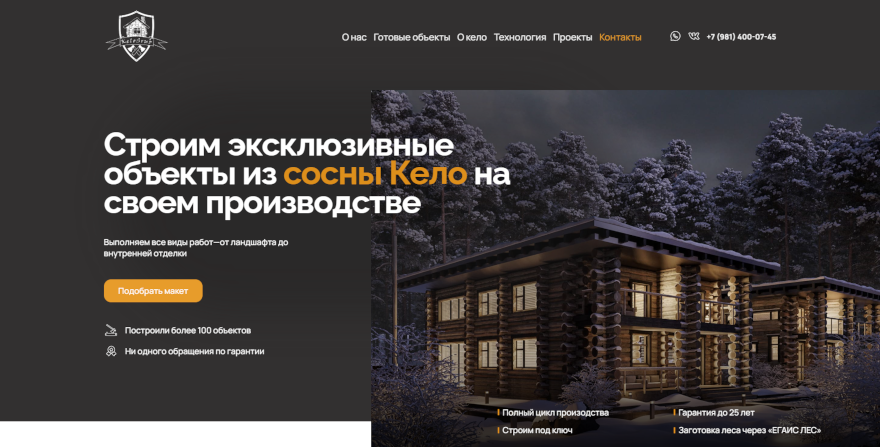 О нас Готовые объекты О кело Технология Проекты Контакты +7 (981) 400-07-45
Строим эксклюзивные
объекты из сосны Кело на
своем производстве
Выполняем все виды работ—от ландшафта до
внутренней отделки
Подобрать макет
Построили более 100 объектов
Ни одного обращения по гарантии
Полный цикл произодства
Гарантия до 25 лет
Строим под ключ
Заготовка леса через «ЕГАИС ЛЕС»